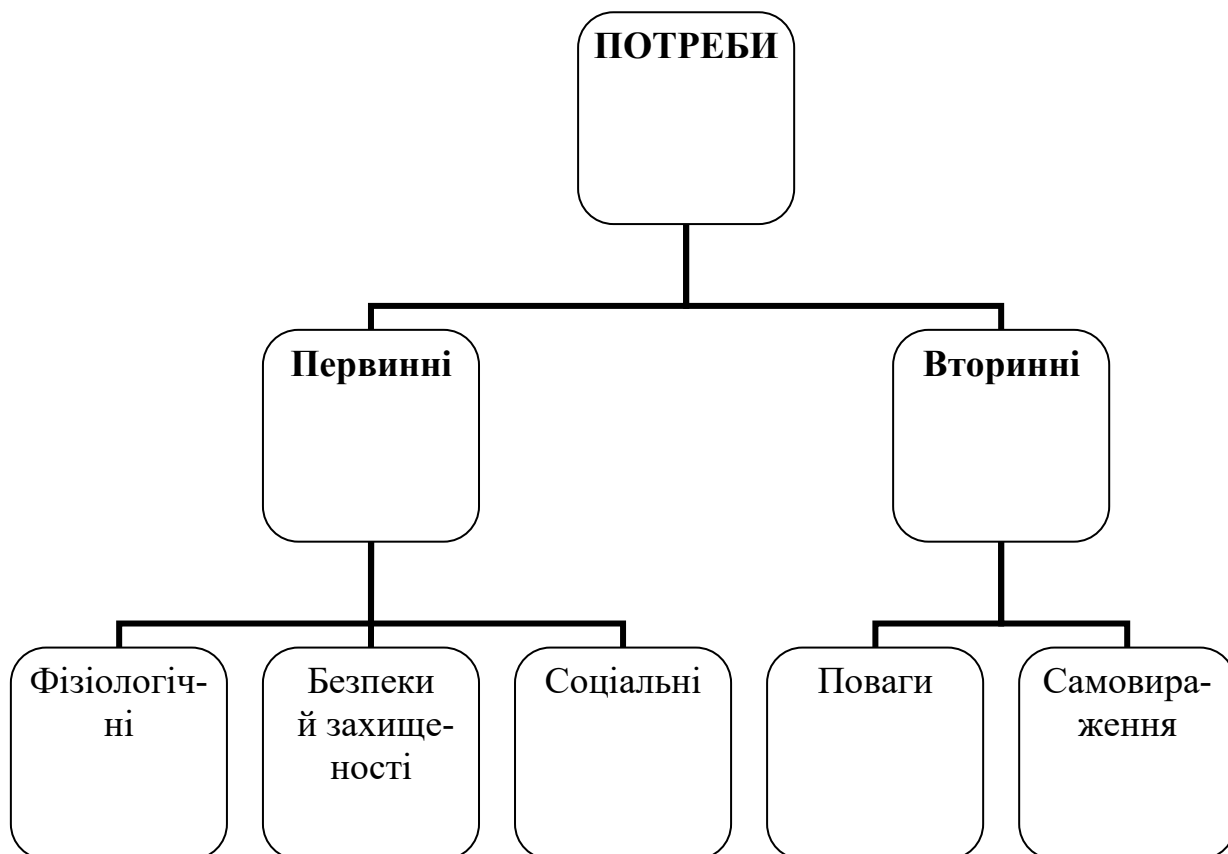 ПОТРЕБИ
Первинні
Вторинні
Фізіологіч-
ні
Безпеки
й захище-
ності
Соціальні
Поваги
Самовира-
ження